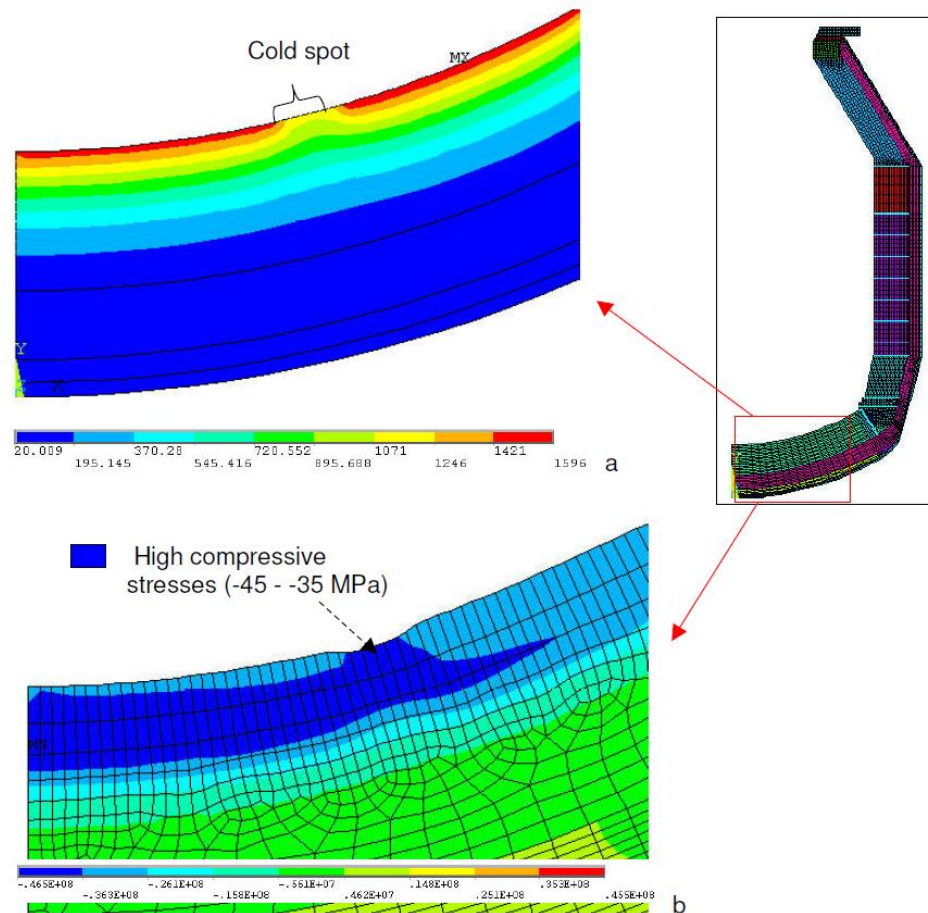 Cold spot
MX
Y
X
20.009 370.28 720.552 1071 1421
195.145 545.416 895.688 1246 1596
a
High compressive
stresses (-45 - -35 MPa)
MN
-.465E+08 -.261E+08 -.561E+07 .148E+08 .353E+08
-.363E+08 -.158E+08 .462E+07 .251E+08 .455E+08
b